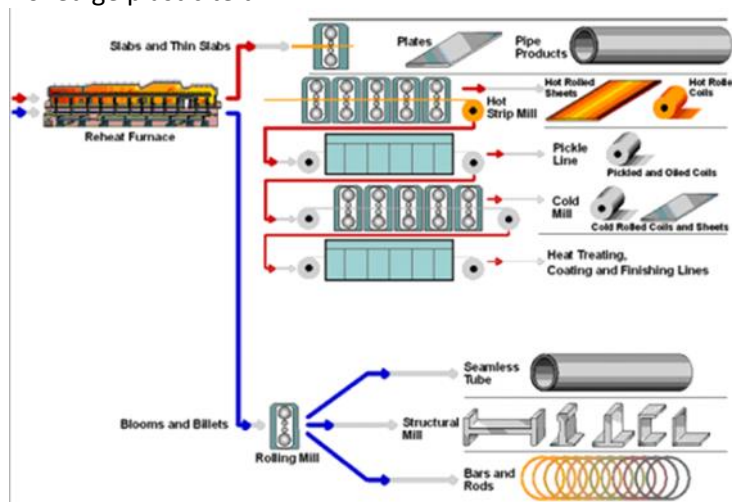 Slabs and Thin Slabs
Plates
Pipe
Products
Reheat Furnace
Hot
Strip Mill
Hot Rolled
Sheets
Hot Rolle
Coils
Pickle
Line
Pickled and Oiled Coils
Cold
Mill
Cold Rolled Coils and Sheets
Heat Treating,
Coating and Finishing Lines
Blooms and Billets
Rolling Mill
Seamless
Tube
Structural
Mill
Bars and
Rods